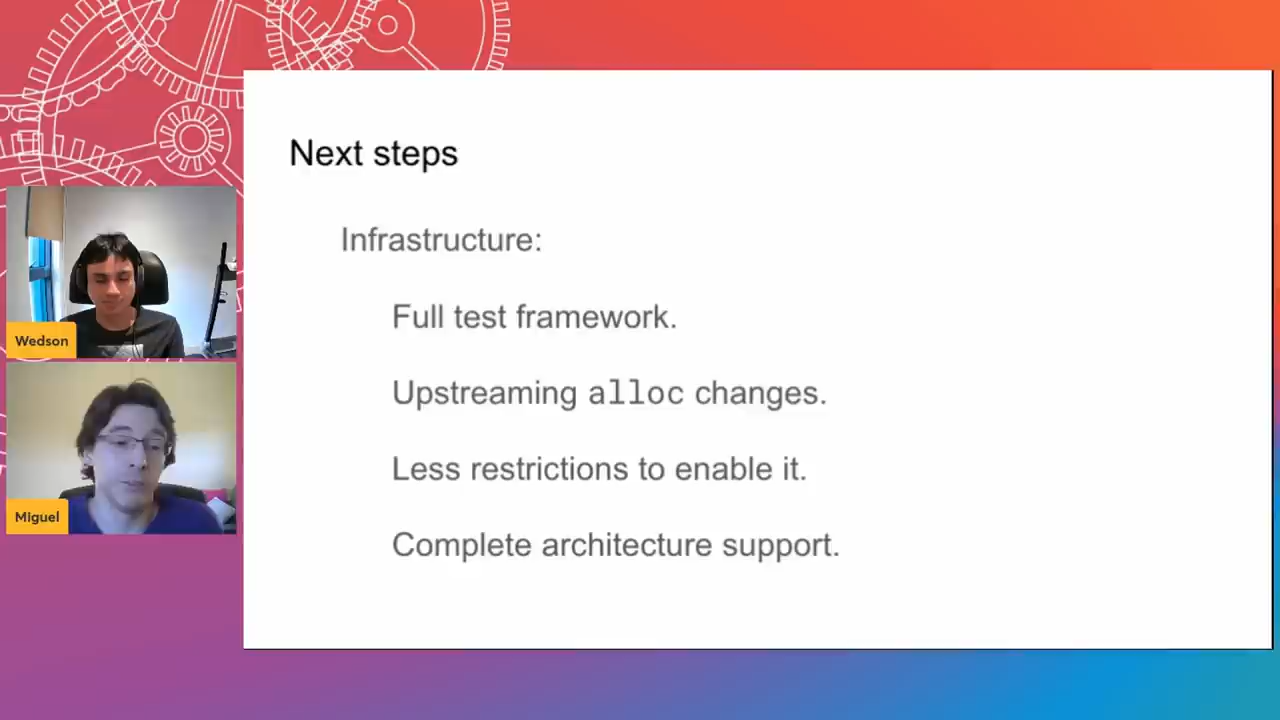 Next steps
Infrastructure:
Full test framework.
Upstreaming alloc changes.
Less restrictions to enable it.
Complete architecture support.
Wedson
Miguel